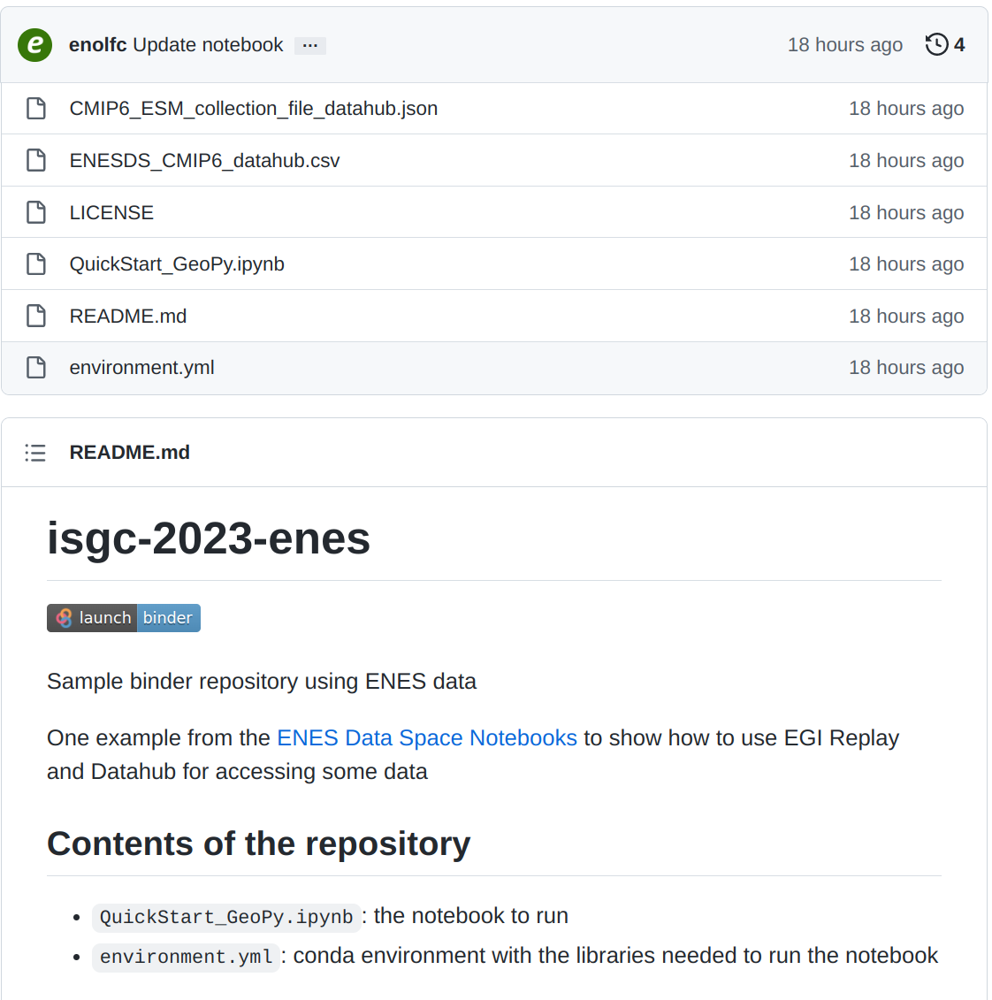 e enolfc Update notebook ... 18 hours ago 4
CMIP6_ESM_collection_file_datahub.json 18 hours ago
ENESDS_CMIP6_datahub.csv 18 hours ago
LICENSE 18 hours ago
QuickStart_GeoPy.ipynb 18 hours ago
README.md 18 hours ago
environment.yml 18 hours ago
README.md
isgc-2023-enes
launch binder
Sample binder repository using ENES data
One example from the ENES Data Space Notebooks to show how to use EGI Replay
and Datahub for accessing some data
Contents of the repository
• QuickStart_GeoPy.ipynb: the notebook to run
• environment.yml: conda environment with the libraries needed to run the notebook